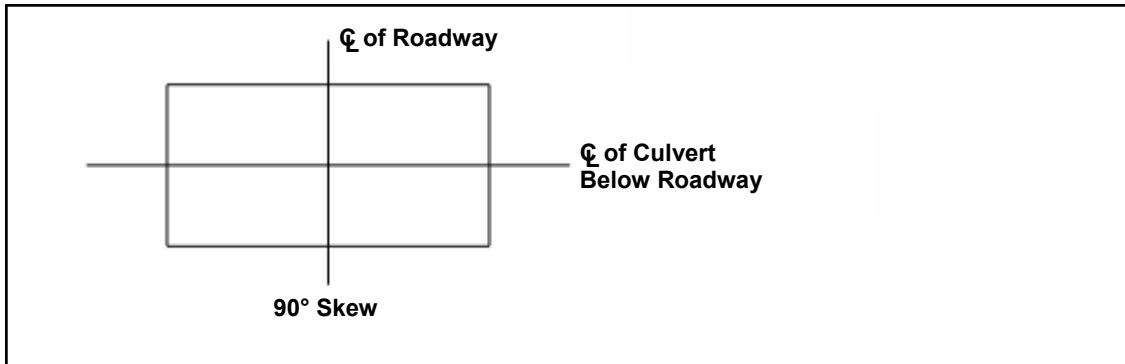 ℄ of Roadway
℄ of Culvert
Below Roadway
90° Skew